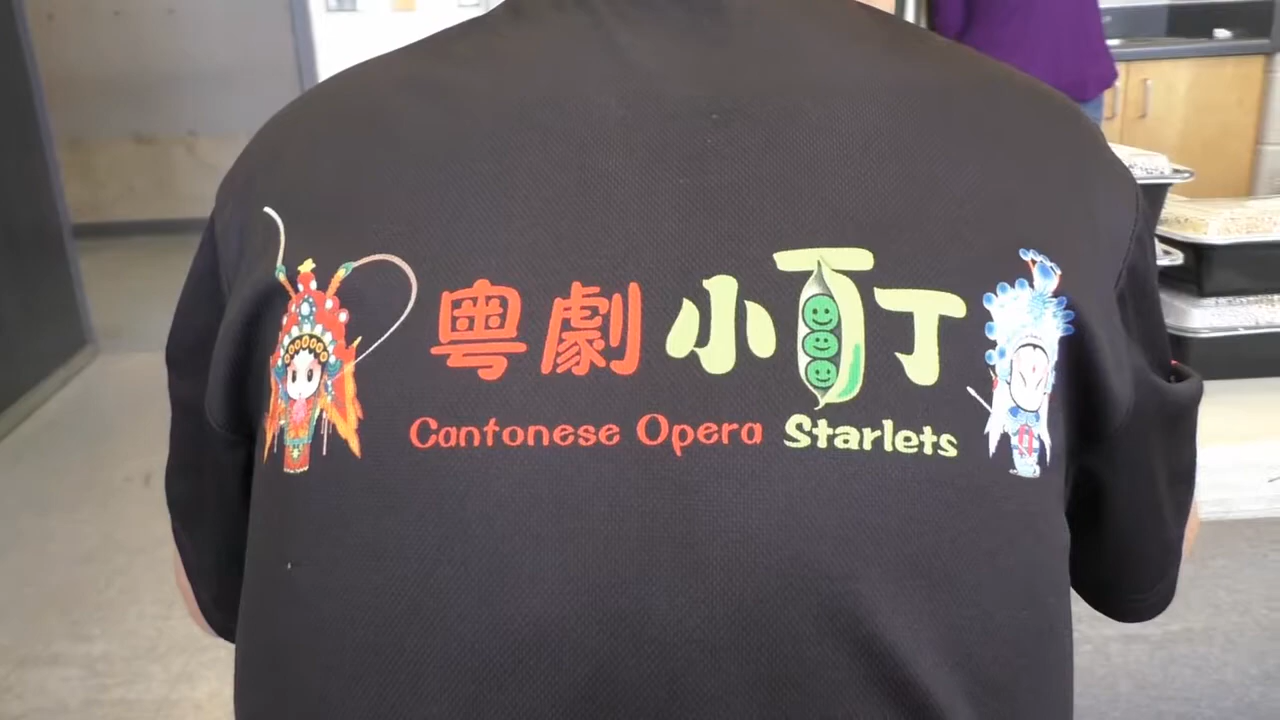 粵劇小豆丁
Cantonese Opera Starlets